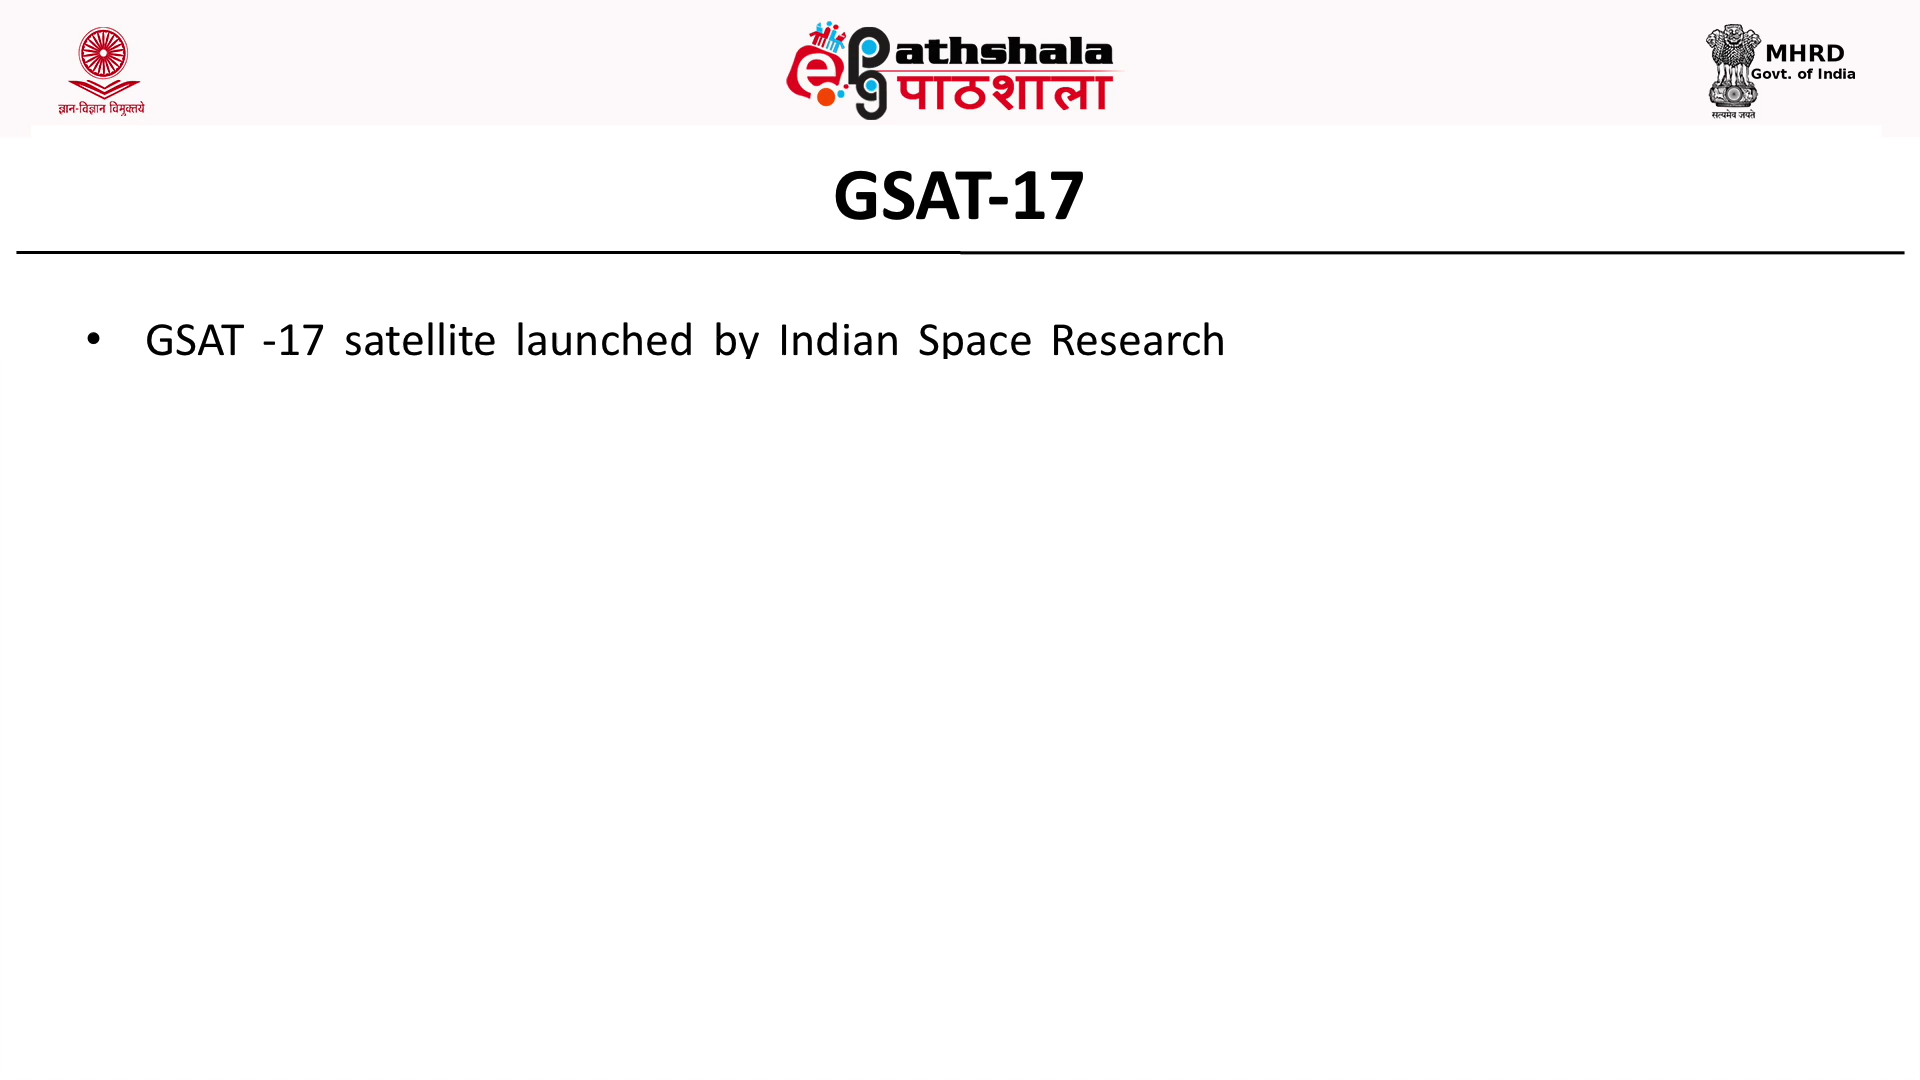 ज्ञान-विज्ञान विमुक्तये
e pg Pathshala
पाठशाला
MHRD
Govt. of India
सत्यमेव जयते
GSAT-17
• GSAT -17 satellite launched by Indian Space Research